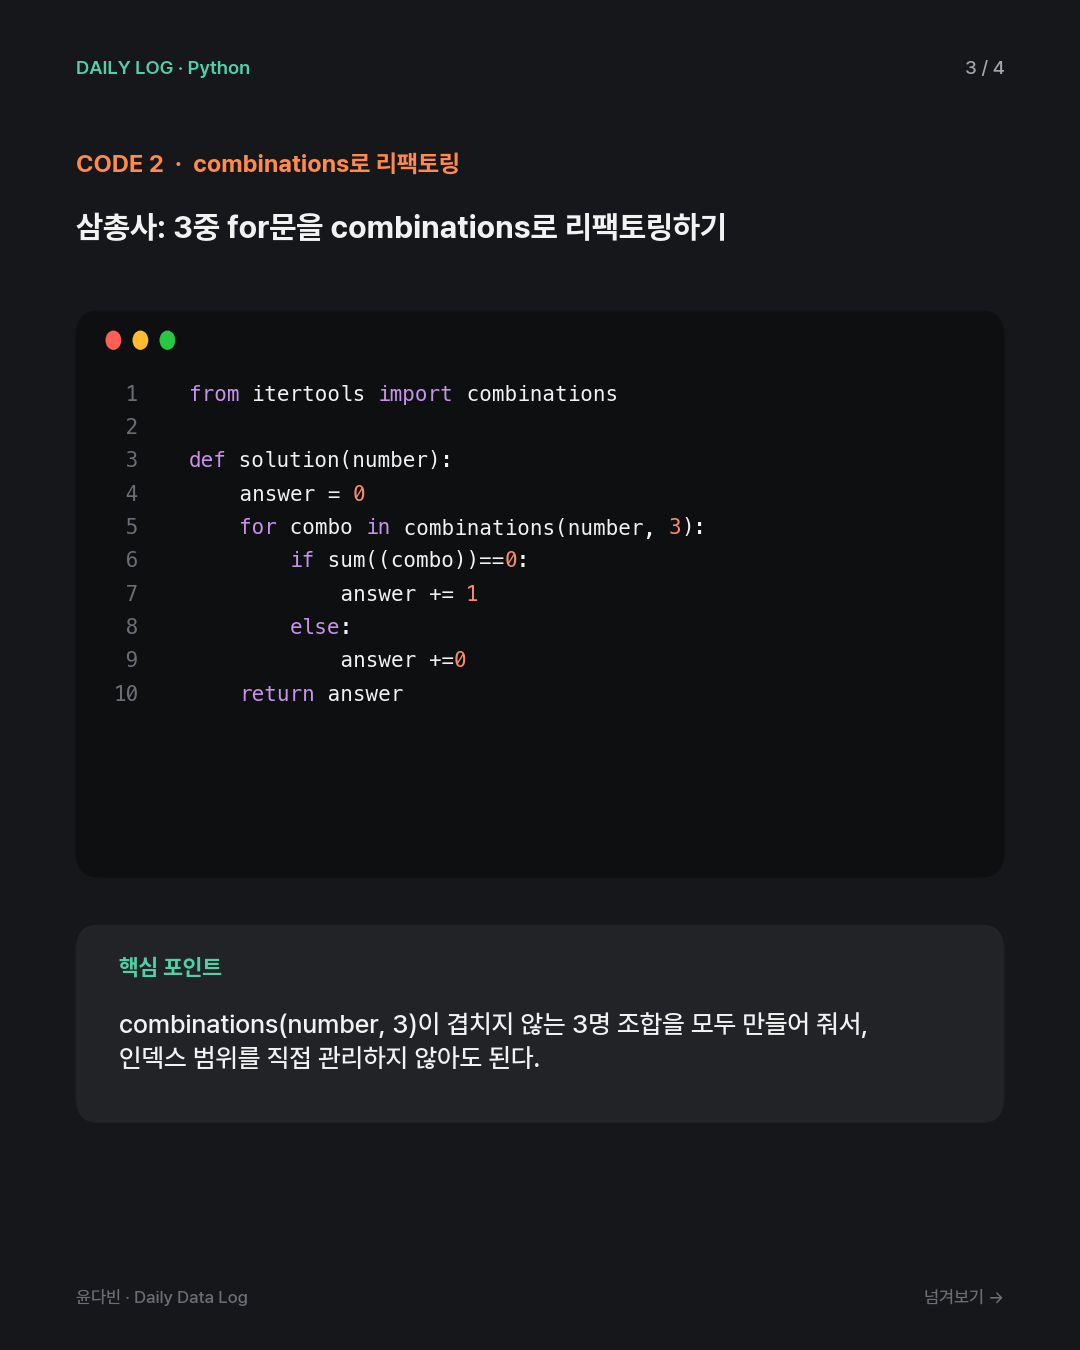 DAILY LOG · Python
3 / 4
CODE 2 · combinations로 리팩토링
삼총사: 3중 for문을 combinations로 리팩토링하기
1 from itertools import combinations
2
3 def solution(number):
4     answer = 0
5     for combo in combinations(number, 3):
6         if sum((combo))==0:
7             answer += 1
8         else:
9             answer +=0
10     return answer
핵심 포인트
combinations(number, 3)이 겹치지 않는 3명 조합을 모두 만들어 줘서,
인덱스 범위를 직접 관리하지 않아도 된다.
윤다빈 · Daily Data Log
넘겨보기 →